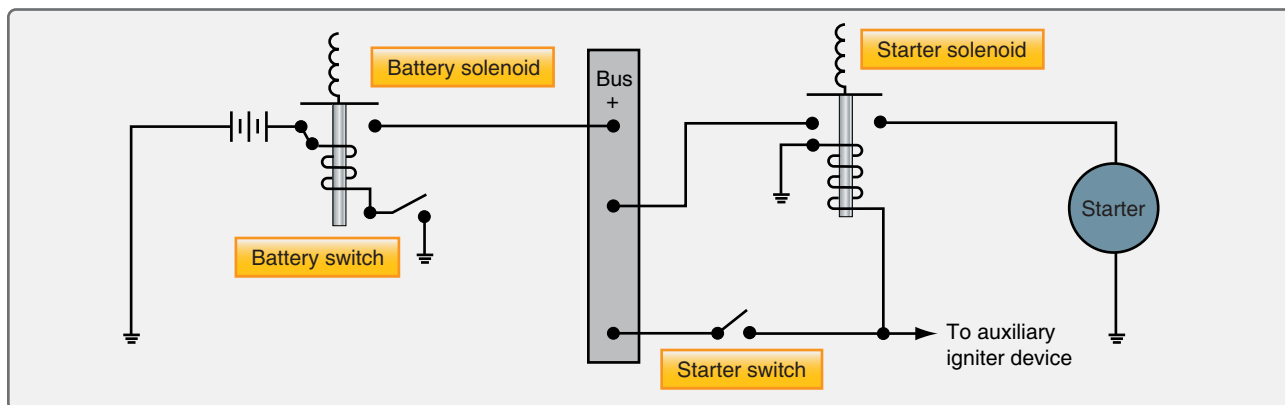 Battery solenoid
Bus
+
Starter solenoid
Battery switch
Starter
Starter switch
To auxiliary
igniter device